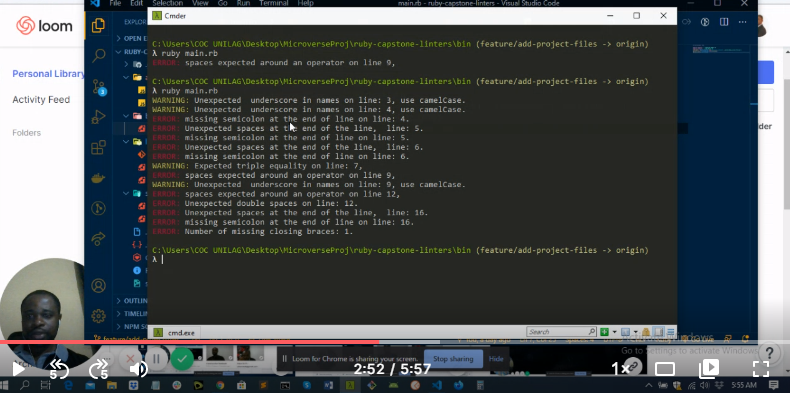 File Edit Selection View Go Run Terminal Help main.rb - ruby-capstone-linters - Visual Studio Code
loom
Cmder
Personal Library
Activity Feed
Folders
C:\Users\COC UNILAG\Desktop\MicroverseProj\ruby-capstone-linters\bin (feature/add-project-files -> origin)
λ ruby main.rb
ERROR: spaces expected around an operator on line 9,
C:\Users\COC UNILAG\Desktop\MicroverseProj\ruby-capstone-linters\bin (feature/add-project-files -> origin)
λ ruby main.rb
WARNING: Unexpected underscore in names on line: 3, use camelCase.
WARNING: Unexpected underscore in names on line: 4, use camelCase.
ERROR: missing semicolon at the end of line on line: 4.
ERROR: Unexpected spaces at the end of the line, line: 5.
ERROR: missing semicolon at the end of line on line: 5.
ERROR: Unexpected spaces at the end of the line, line: 6.
ERROR: missing semicolon at the end of line on line: 6.
WARNING: Expected triple equality on line: 7,
ERROR: spaces expected around an operator on line 9,
WARNING: Unexpected underscore in names on line: 9, use camelCase.
ERROR: spaces expected around an operator on line 12,
ERROR: Unexpected double spaces on line: 12.
ERROR: Unexpected spaces at the end of the line, line: 16.
ERROR: missing semicolon at the end of line on line: 16.
ERROR: Number of missing closing braces: 1.
C:\Users\COC UNILAG\Desktop\MicroverseProj\ruby-capstone-linters\bin (feature/add-project-files -> origin)
λ
OUTLIN
TIMELIN
NPM S
cmd.exe
Search
Loom for Chrome is sharing your screen. Stop sharing Hide
Go to Settings to activate Windows.
5 5 2:52 / 5:57 1x
5:55 AM